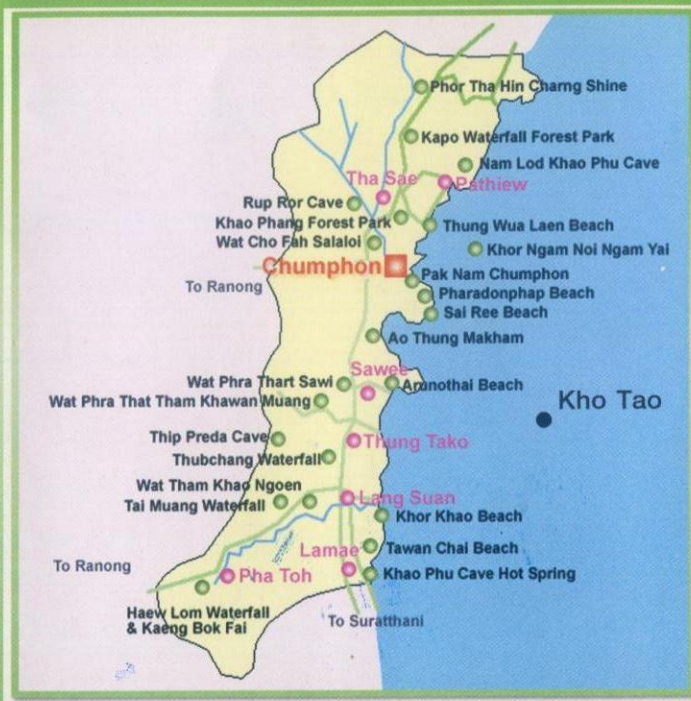 Phor Tha Hin Charng Shine
Kapo Waterfall Forest Park
Nam Lod Khao Phu Cave
Tha Sae
Pathiew
Rup Ror Cave
Khao Phang Forest Park
Thung Wua Laen Beach
Wat Cho Fah Salaloi
Khor Ngam Noi Ngam Yai
Chumphon
Pak Nam Chumphon
To Ranong
Pharadonphap Beach
Sai Ree Beach
Ao Thung Makham
Sawee
Wat Phra Thart Sawi
Arunothai Beach
Wat Phra That Tham Khawan Muang
Kho Tao
Thip Preda Cave
Thung Tako
Thubchang Waterfall
Wat Tham Khao Ngoen
Tai Muang Waterfall
Lang Suan
Khor Khao Beach
Lamae
Tawan Chai Beach
To Ranong
Pha Toh
Khao Phu Cave Hot Spring
Haew Lom Waterfall
& Kaeng Bok Fai
To Suratthani